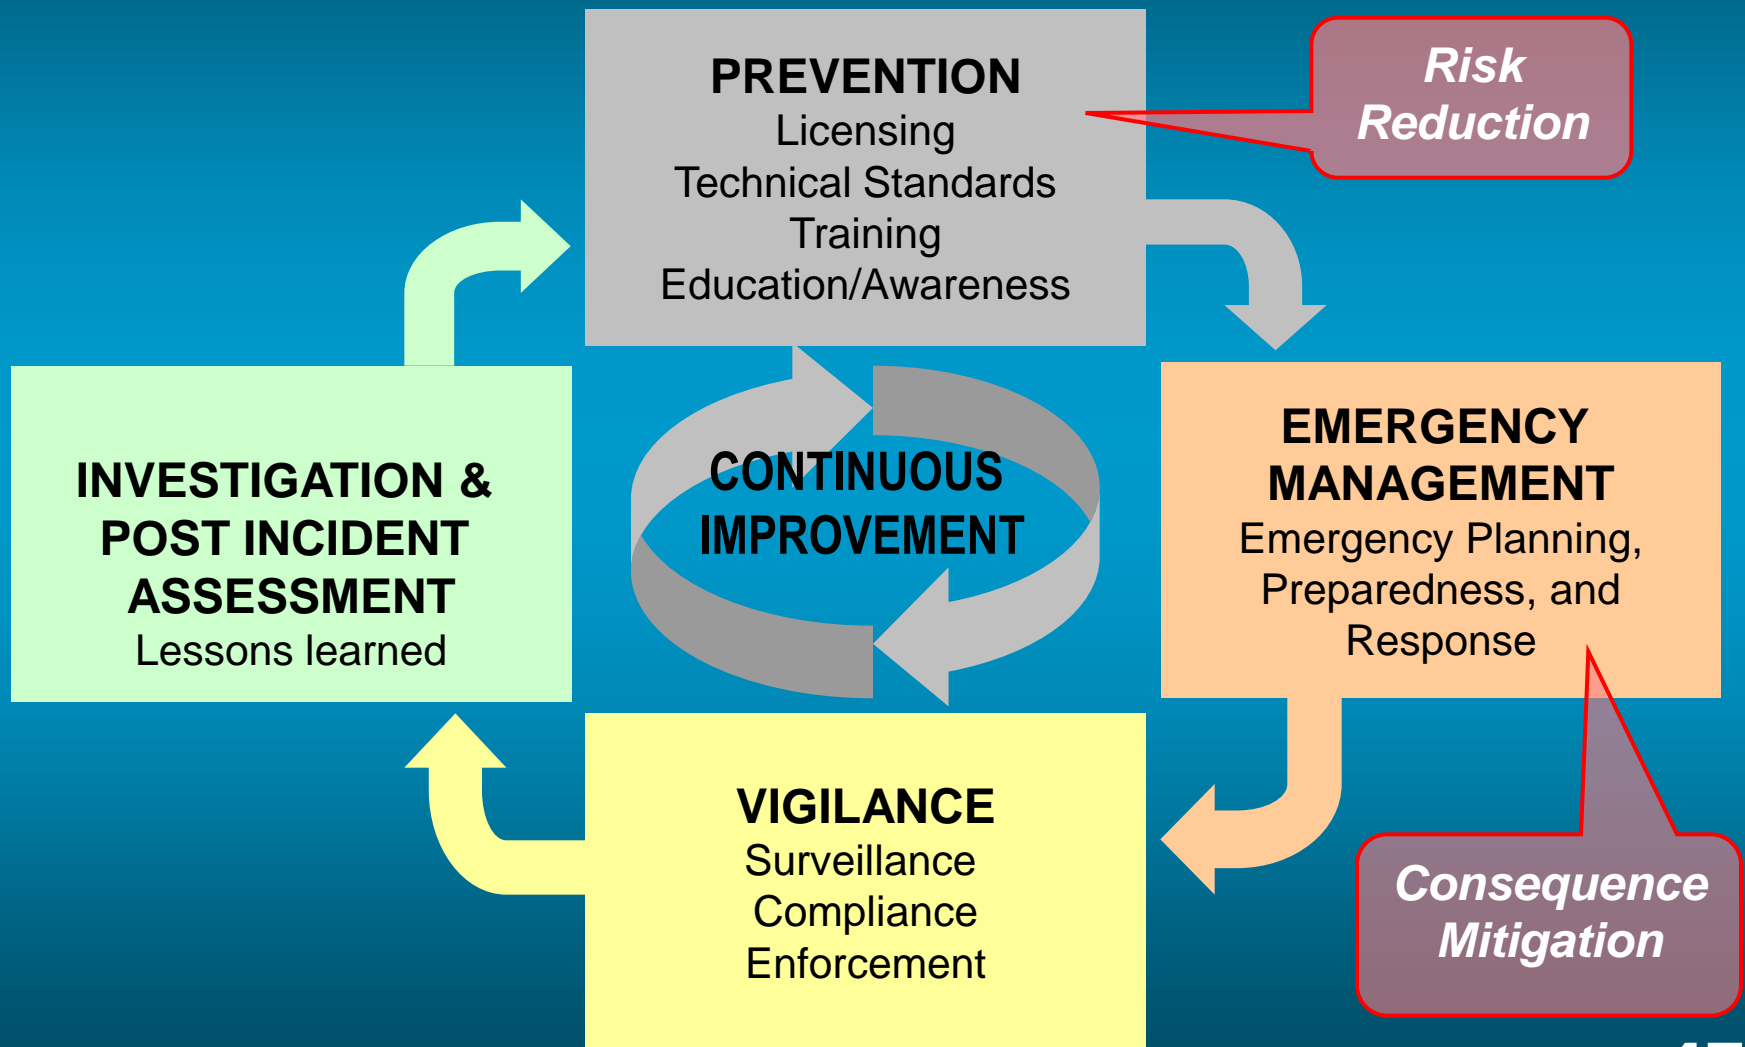 PREVENTION
Licensing
Technical Standards
Training
Education/Awareness
Risk
Reduction
INVESTIGATION &
POST INCIDENT
ASSESSMENT
Lessons learned
CONTINUOUS
IMPROVEMENT
EMERGENCY
MANAGEMENT
Emergency Planning,
Preparedness, and
Response
VIGILANCE
Surveillance
Compliance
Enforcement
Consequence
Mitigation